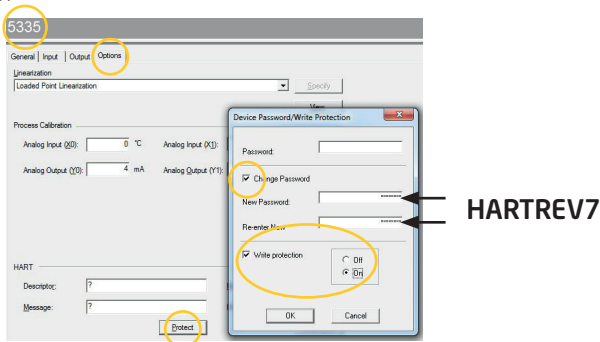 5335
General Input Output Options
Linearization
Loaded Point Linearization
Specify
View
Process Calibration
Analog Input (X0): 0 °C Analog Input (X1):
Analog Output (Y0): 4 mA Analog Output (Y1):
HART
Descriptor: ?
Message: ?
Protect
Device Password/Write Protection
Password:
Change Password
New Password: ********
Re-enter New ********
Write protection
Off
On
OK Cancel
HARTREV7